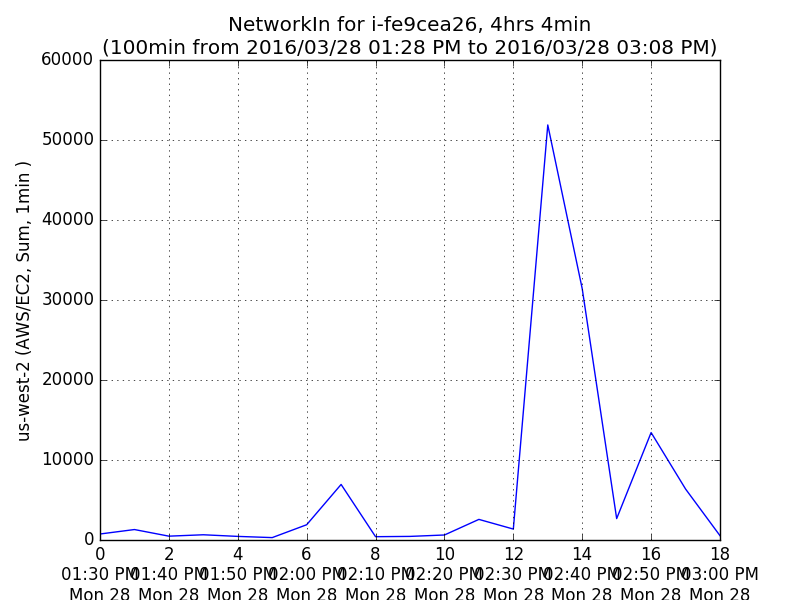 NetworkIn for i-fe9cea26, 4hrs 4min
(100min from 2016/03/28 01:28 PM to 2016/03/28 03:08 PM)
us-west-2 (AWS/EC2, Sum, 1min )
60000
50000
40000
30000
20000
10000
0
0 2 4 6 8 10 12 14 16 18
01:30 PM 01:40 PM 01:50 PM 02:00 PM 02:10 PM 02:20 PM 02:30 PM 02:40 PM 02:50 PM 03:00 PM
Mon 28 Mon 28 Mon 28 Mon 28 Mon 28 Mon 28 Mon 28 Mon 28 Mon 28 Mon 28